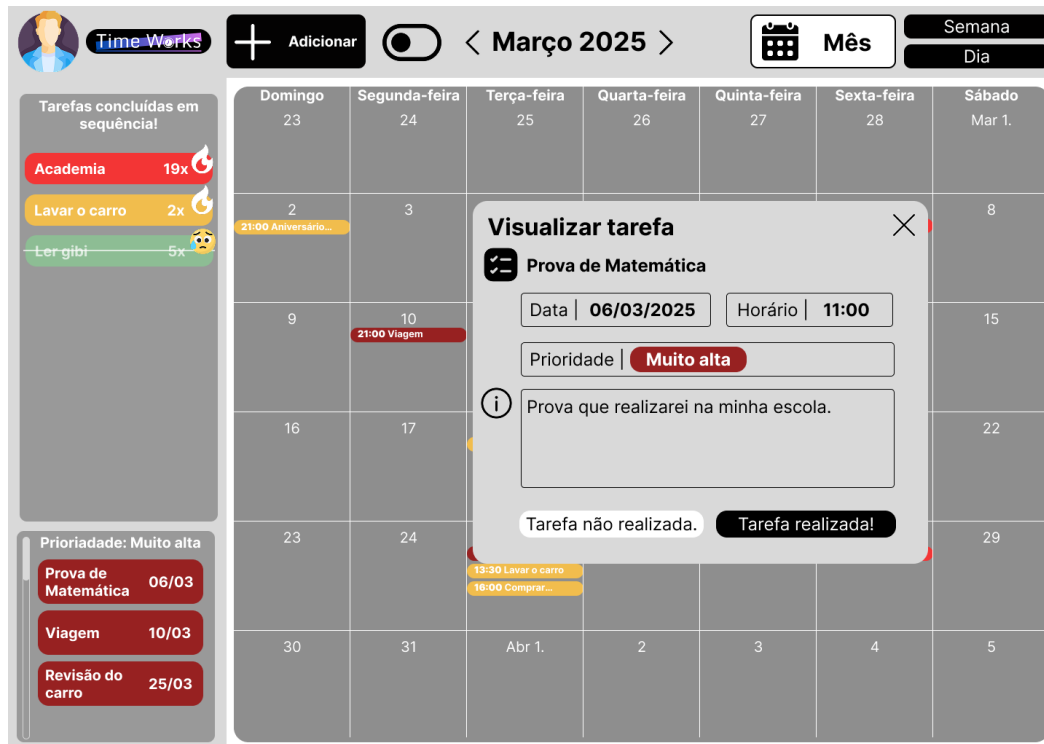 Time Works
Adicionar
Março 2025
Mês
Semana
Dia
Tarefas concluídas em
sequência!
Academia 19x
Lavar o carro 2x
Ler gibi 5x
Prioriadade: Muito alta
Prova de
Matemática 06/03
Viagem 10/03
Revisão do
carro 25/03
Domingo Segunda-feira Terça-feira Quarta-feira Quinta-feira Sexta-feira Sábado
23 24 25 26 27 28 Mar 1.
2 3 8
21:00 Aniversário...
9 10 15
21:00 Viagem
16 17 22
23 24 29
13:30 Lavar o carro
16:00 Comprar...
30 31 Abr 1. 2 3 4 5
Visualizar tarefa
Prova de Matemática
Data | 06/03/2025 Horário | 11:00
Prioridade | Muito alta
Prova que realizarei na minha escola.
Tarefa não realizada. Tarefa realizada!